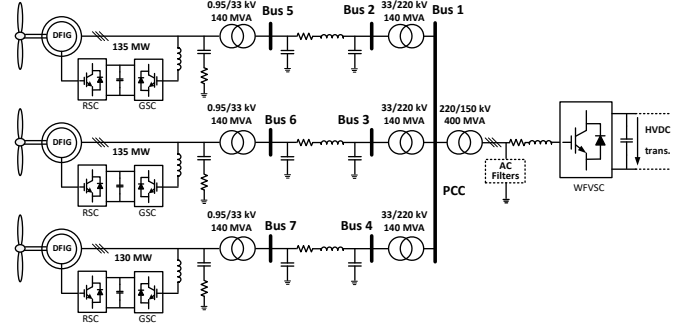 0.95/33 kV
140 MVA
Bus 5
Bus 2
33/220 kV
140 MVA
Bus 1
DFIG
135 MW
RSC
GSC
0.95/33 kV
140 MVA
Bus 6
Bus 3
33/220 kV
140 MVA
220/150 kV
400 MVA
DFIG
135 MW
RSC
GSC
AC
Filters
PCC
WFVSC
HVDC
trans.
0.95/33 kV
140 MVA
Bus 7
Bus 4
33/220 kV
140 MVA
DFIG
130 MW
RSC
GSC